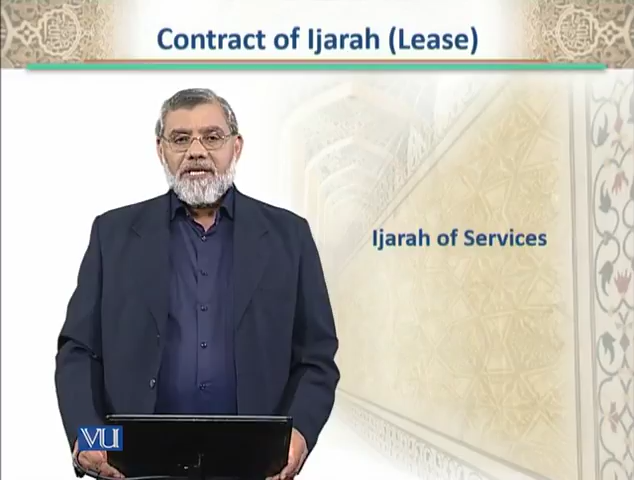 Contract of Ijarah (Lease)
Ijarah of Services
VU